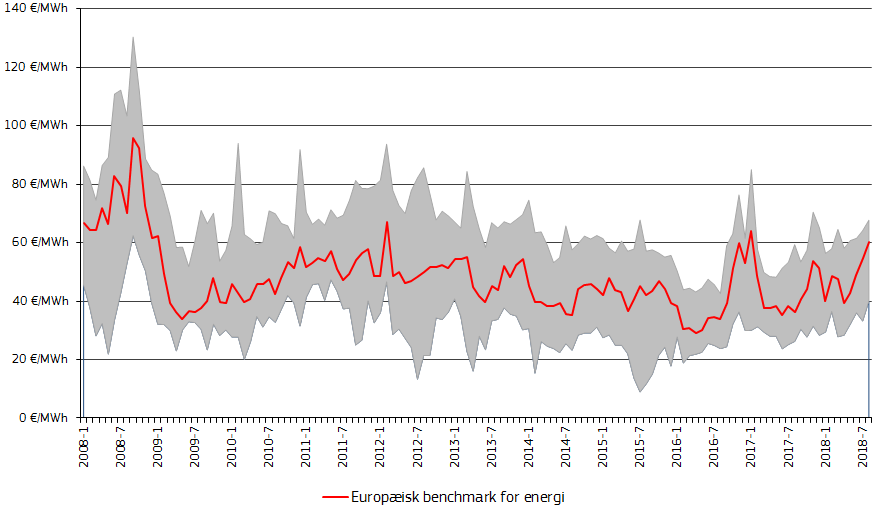 140 €/MWh
120 €/MWh
100 €/MWh
80 €/MWh
60 €/MWh
40 €/MWh
20 €/MWh
0 €/MWh
2008-1
2008-7
2009-1
2009-7
2010-1
2010-7
2011-1
2011-7
2012-1
2012-7
2013-1
2013-7
2014-1
2014-7
2015-1
2015-7
2016-1
2016-7
2017-1
2017-7
2018-1
2018-7
Europæisk benchmark for energi